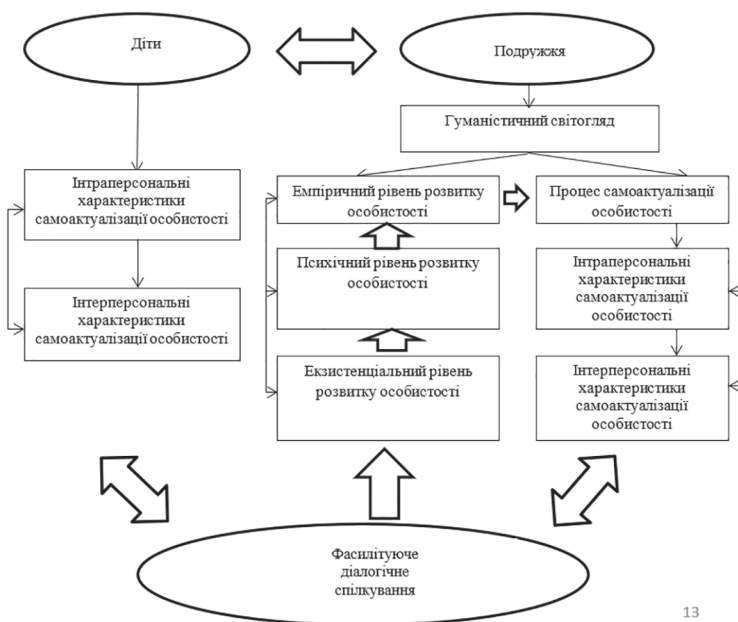 Діти
Подружжя
Гуманістичний світогляд
Інтраперсональні
характеристики
самоактуалізації особистості
Інтерперсональні
характеристики
самоактуалізації особистості
Емпіричний рівень розвитку
особистості
Психічний рівень розвитку
особистості
Екзистенціальний рівень
розвитку особистості
Процес самоактуалізації
особистості
Інтраперсональні
характеристики
самоактуалізації
особистості
Інтерперсональні
характеристики
самоактуалізації
особистості
Фасилітуюче
діалогічне
спілкування
13